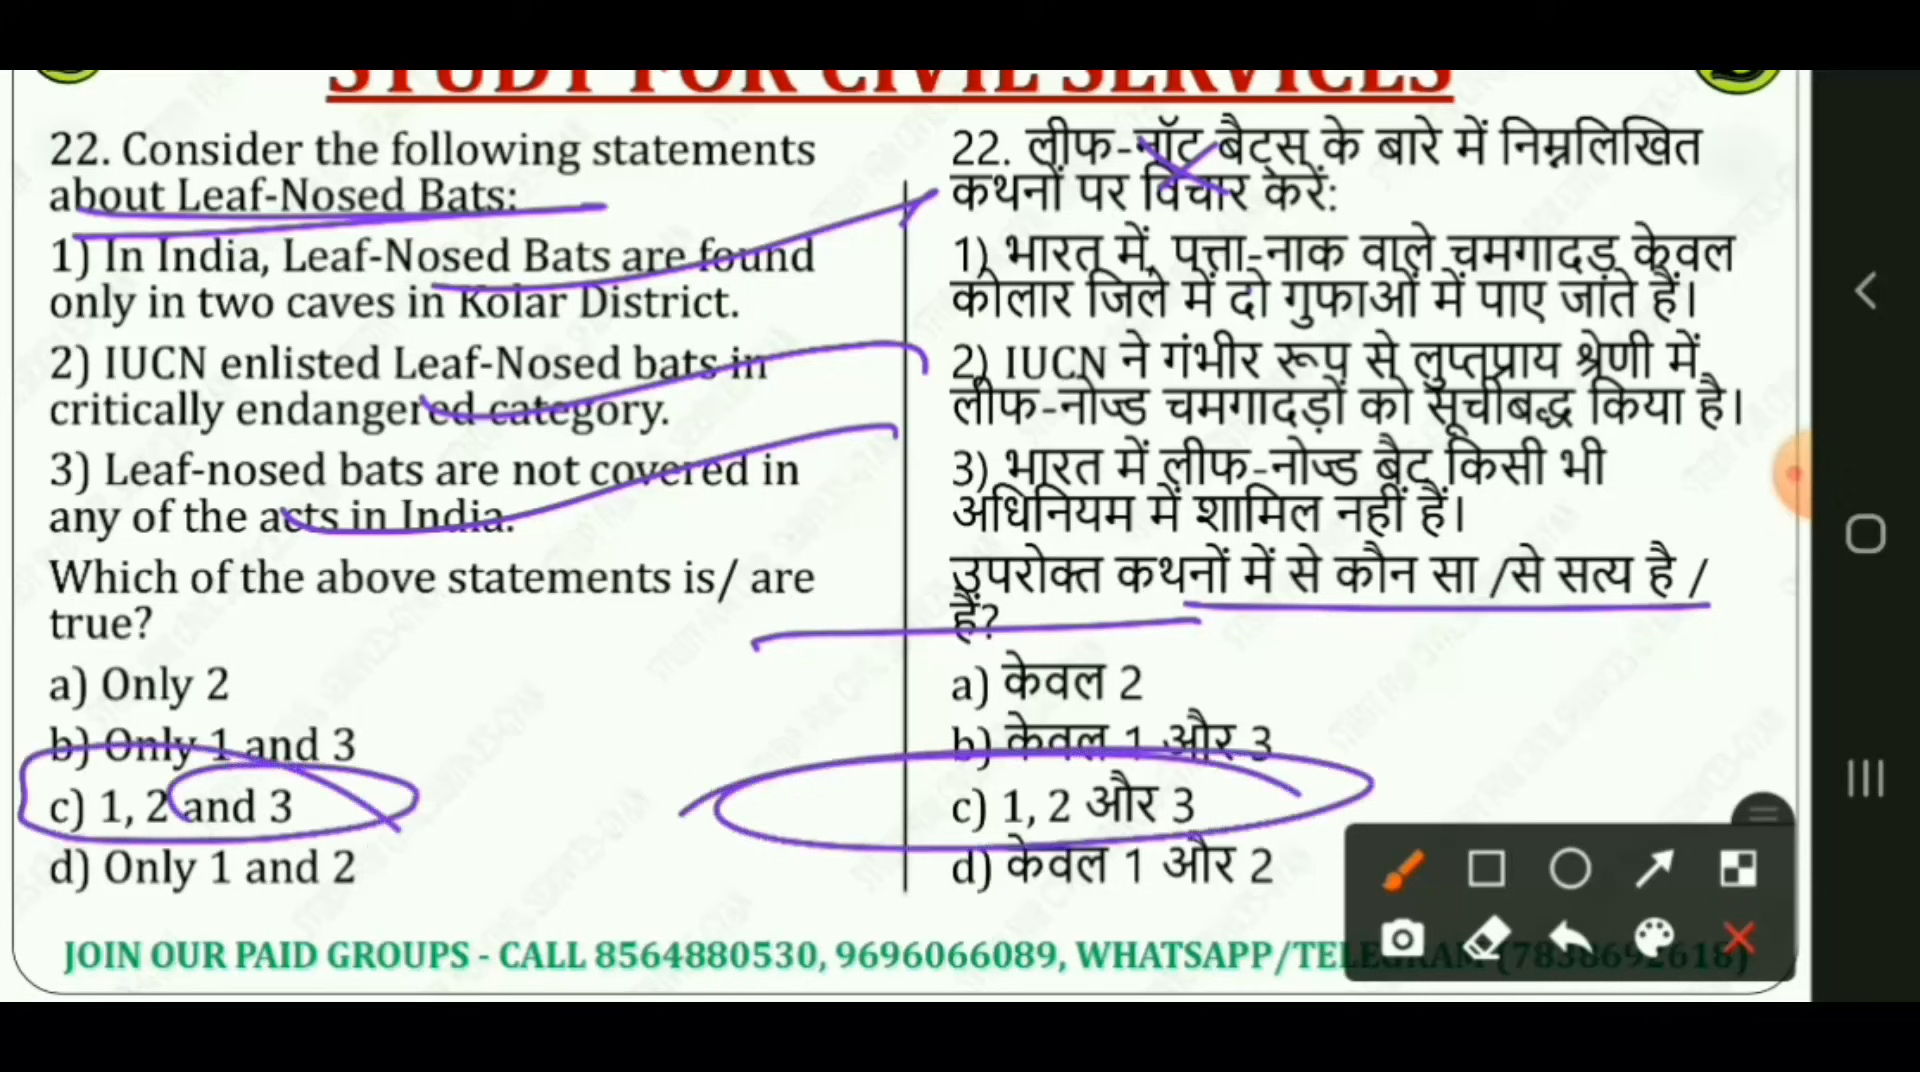 STUDY FOR CIVIL SERVICES
22. Consider the following statements
about Leaf-Nosed Bats:
1) In India, Leaf-Nosed Bats are found
only in two caves in Kolar District.
2) IUCN enlisted Leaf-Nosed bats in
critically endangered category.
3) Leaf-nosed bats are not covered in
any of the acts in India.
Which of the above statements is/ are
true?
a) Only 2
b) Only 1 and 3
c) 1, 2 and 3
d) Only 1 and 2
22. लीफ-नॉट बैट्स के बारे में निम्नलिखित
कथनों पर विचार करें:
1) भारत में, पत्ता-नाक वाले चमगादड़ केवल
कोलार जिले में दो गुफाओं में पाए जाते हैं।
2) IUCN ने गंभीर रूप से लुप्तप्राय श्रेणी में
लीफ-नोज्ड चमगादड़ों को सूचीबद्ध किया है।
3) भारत में लीफ-नोज्ड बैट किसी भी
अधिनियम में शामिल नहीं हैं।
उपरोक्त कथनों में से कौन सा /से सत्य है /
हैं?
a) केवल 2
b) केवल 1 और 3
c) 1, 2 और 3
d) केवल 1 और 2
JOIN OUR PAID GROUPS - CALL 8564880530, 9696066089, WHATSAPP/TELEGRAM (7838692618)